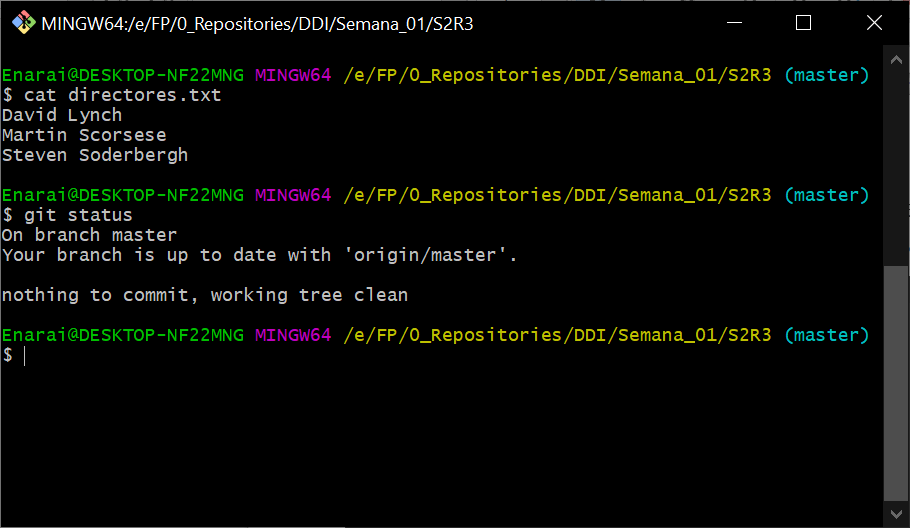 MINGW64:/e/FP/0_Repositories/DDI/Semana_01/S2R3
Enarai@DESKTOP-NF22MNG MINGW64 /e/FP/0_Repositories/DDI/Semana_01/S2R3 (master)
$ cat directores.txt
David Lynch
Martin Scorsese
Steven Soderbergh
Enarai@DESKTOP-NF22MNG MINGW64 /e/FP/0_Repositories/DDI/Semana_01/S2R3 (master)
$ git status
On branch master
Your branch is up to date with 'origin/master'.
nothing to commit, working tree clean
Enarai@DESKTOP-NF22MNG MINGW64 /e/FP/0_Repositories/DDI/Semana_01/S2R3 (master)
$